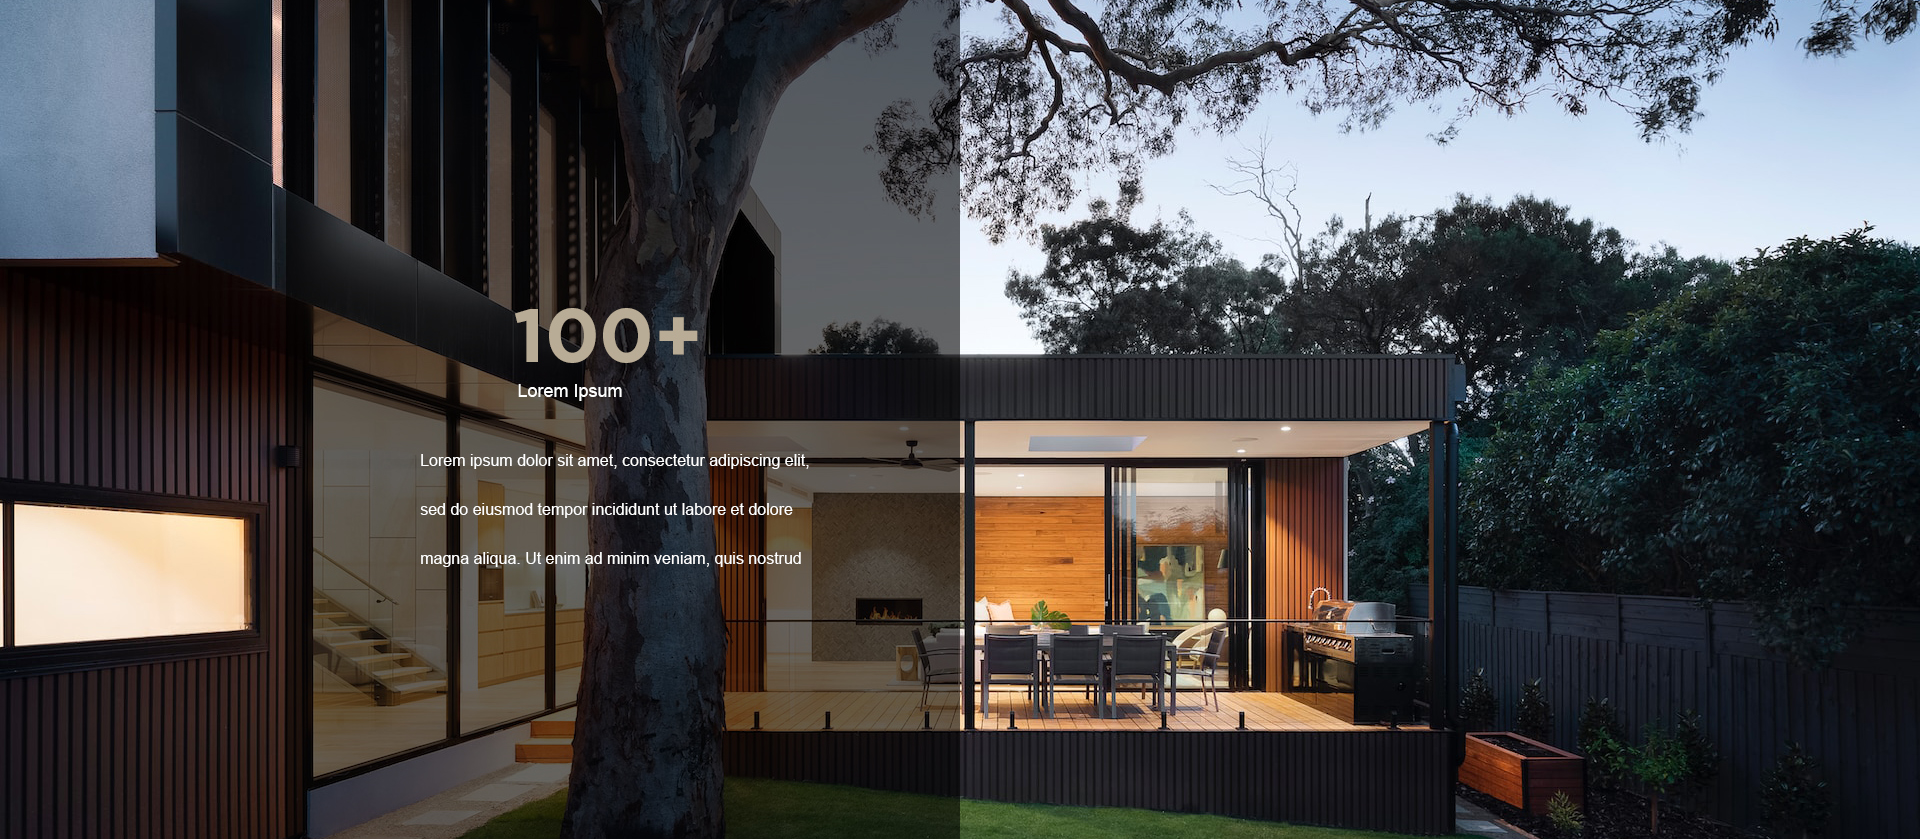 100+
Lorem Ipsum
Lorem ipsum dolor sit amet, consectetur adipiscing elit,
sed do eiusmod tempor incididunt ut labore et dolore
magna aliqua. Ut enim ad minim veniam, quis nostrud